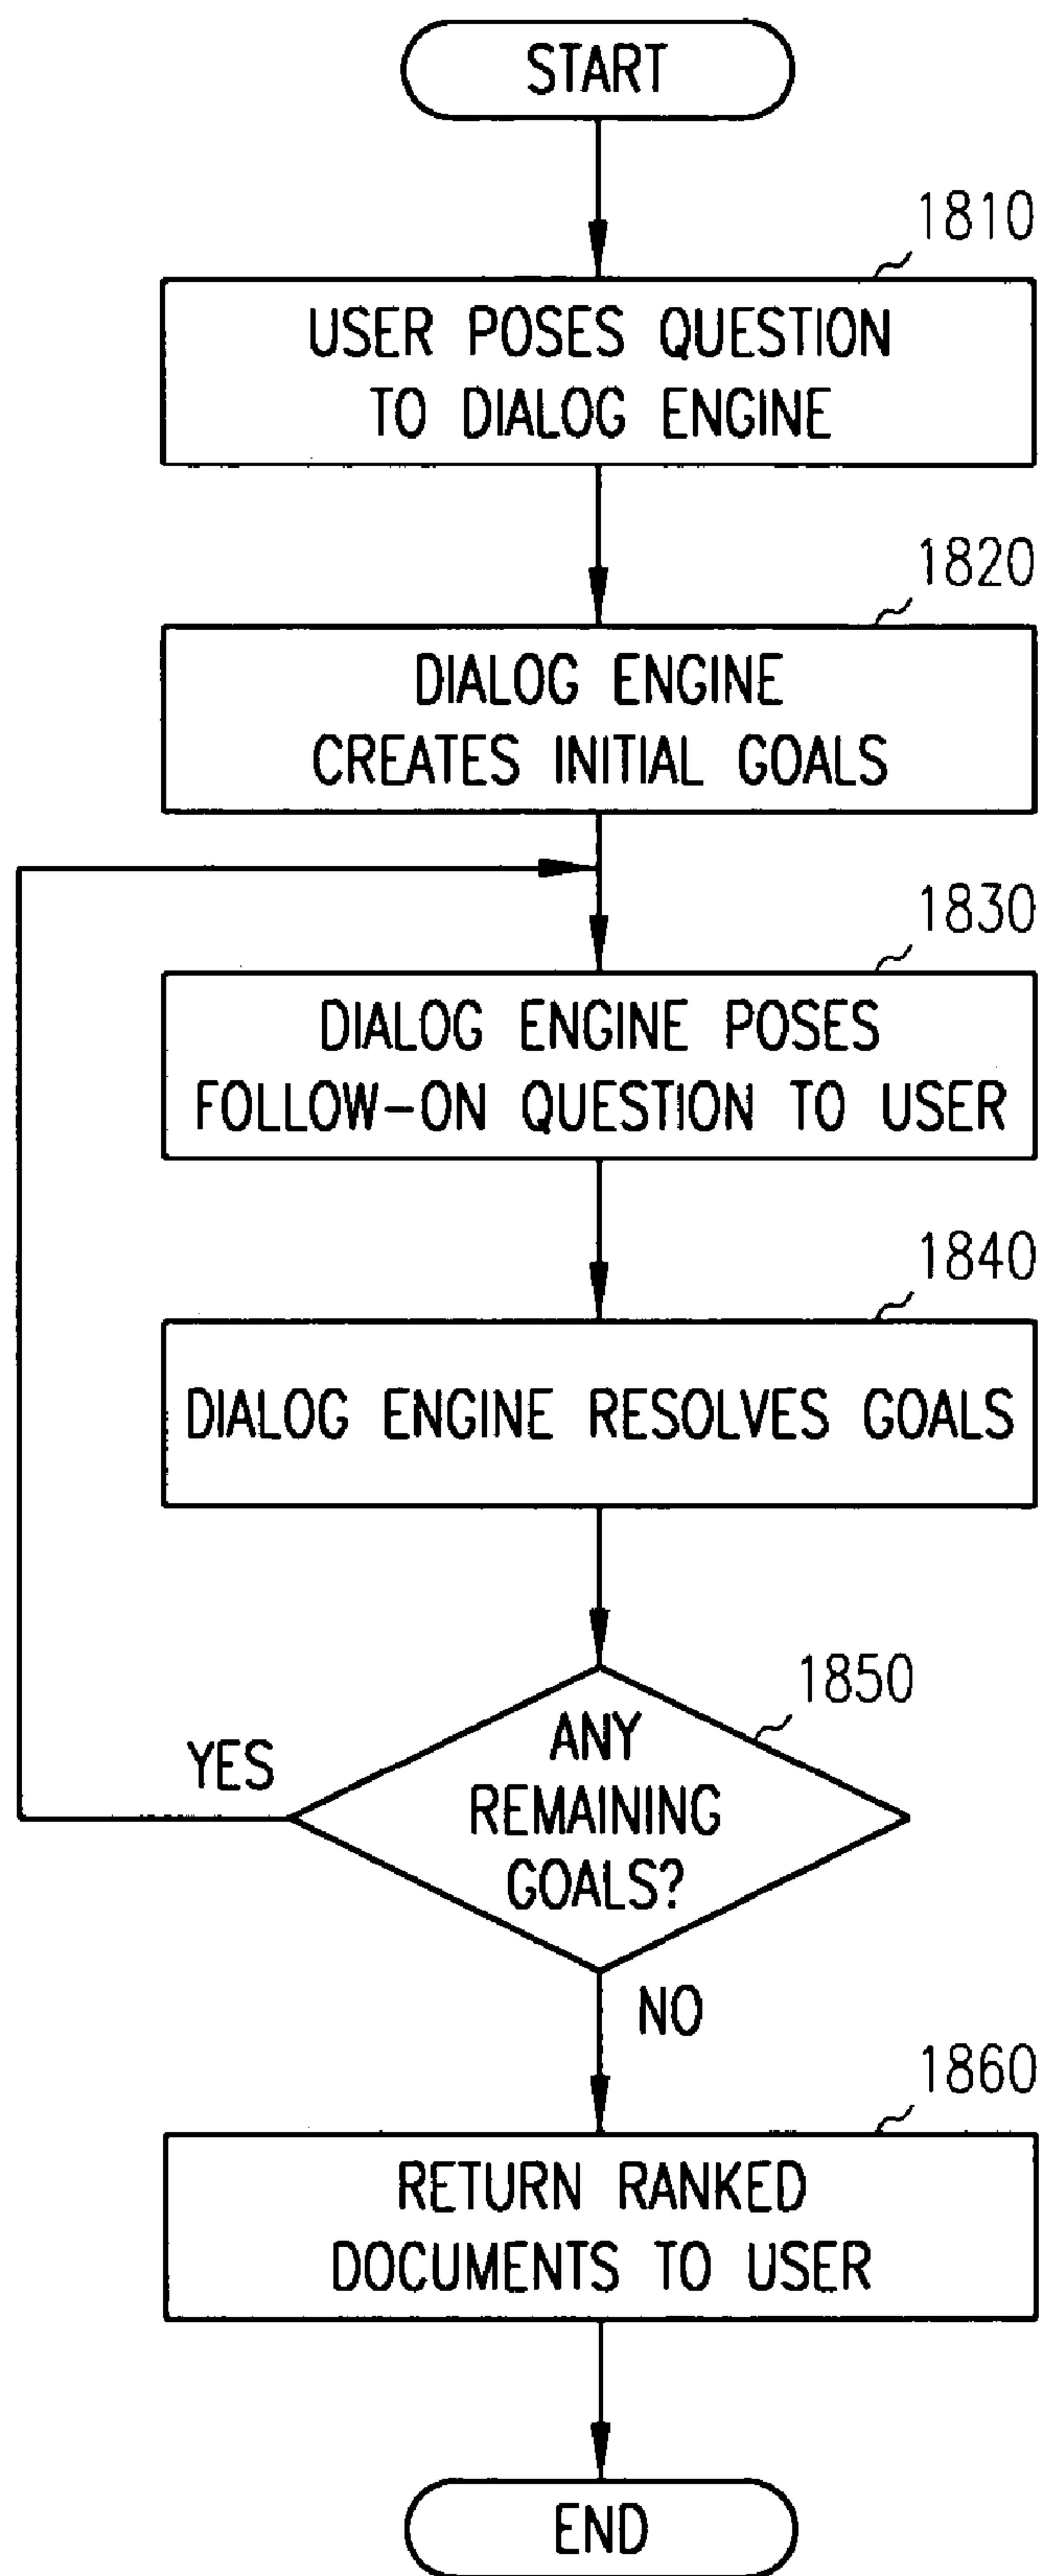 START
1810
USER POSES QUESTION
TO DIALOG ENGINE
1820
DIALOG ENGINE
CREATES INITIAL GOALS
1830
DIALOG ENGINE POSES
FOLLOW-ON QUESTION TO USER
1840
DIALOG ENGINE RESOLVES GOALS
1850
YES
ANY
REMAINING
GOALS?
NO
1860
RETURN RANKED
DOCUMENTS TO USER
END